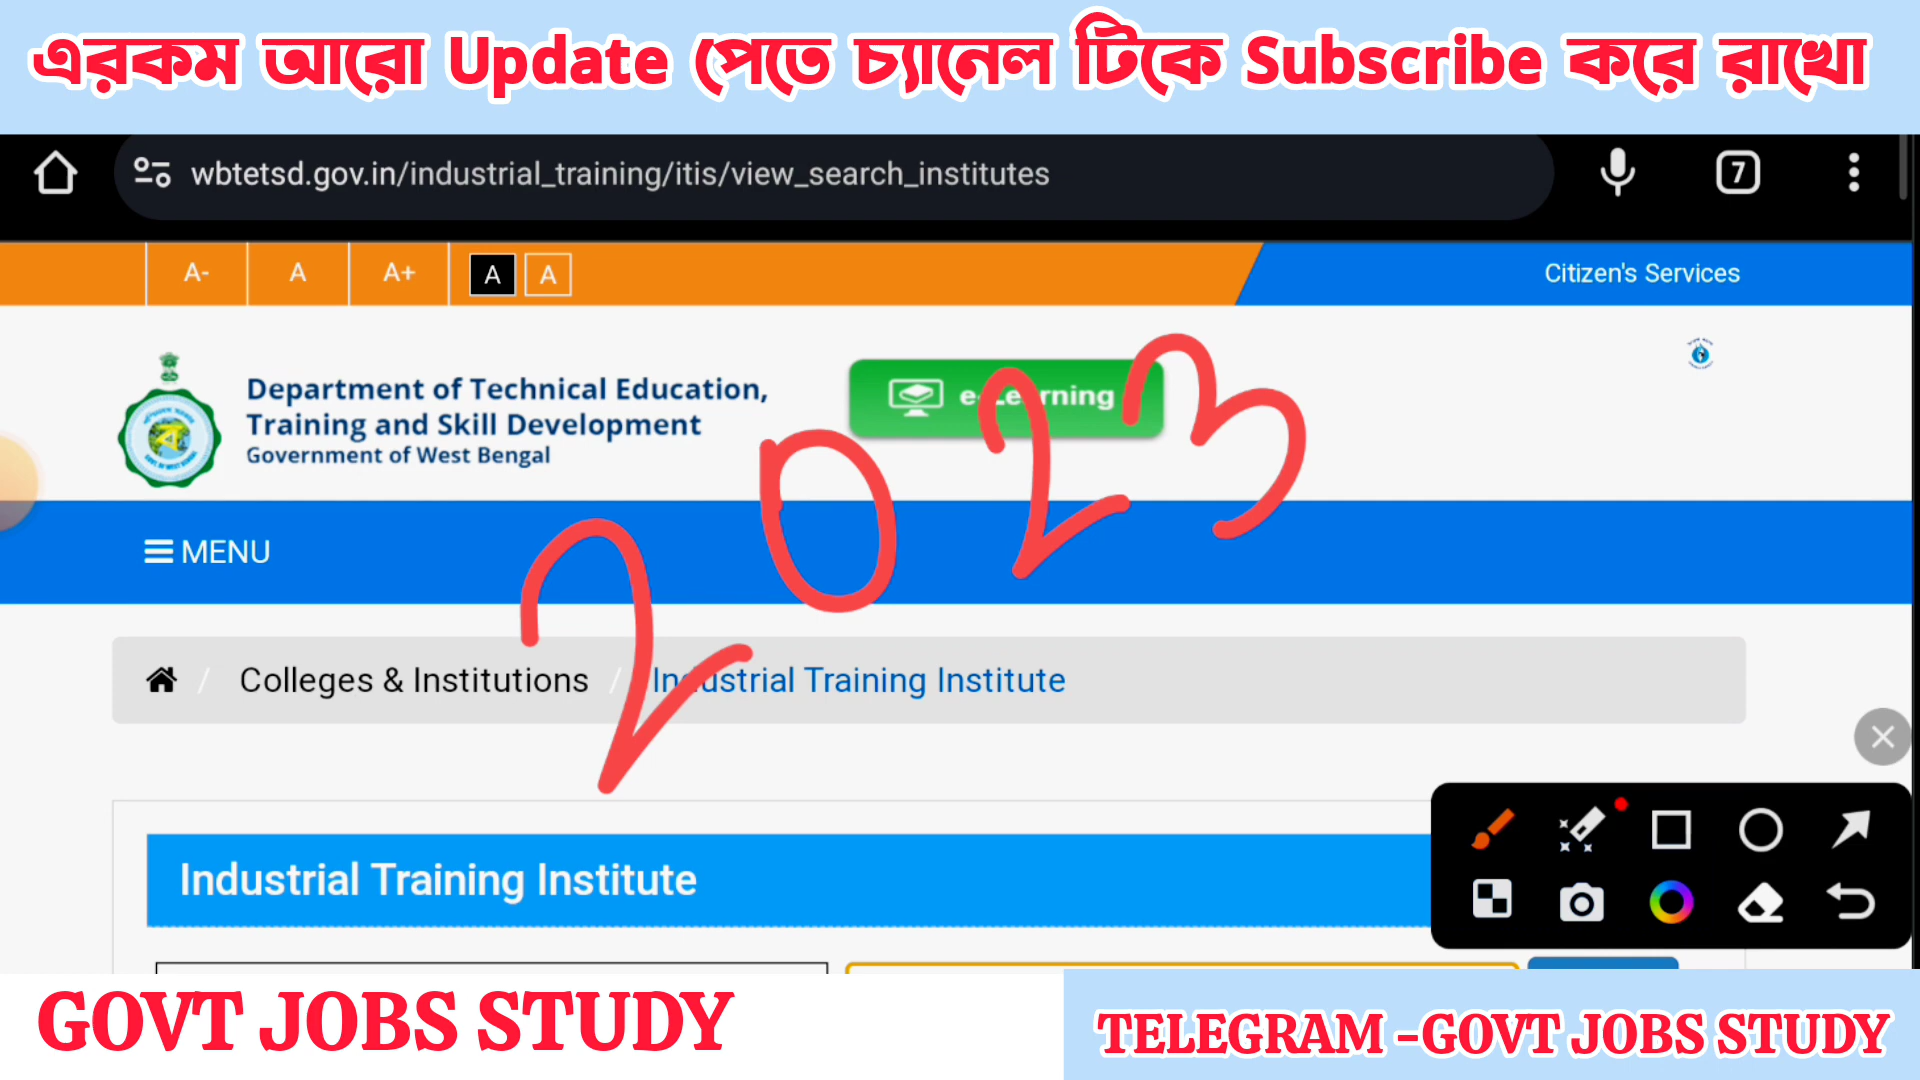 এরকম আরো Update পেতে চ্যানেল টিকে Subscribe করে রাখো
wbtetsd.gov.in/industrial_training/itis/view_search_institutes
7
A-
A
A+
A
A
Citizen's Services
Department of Technical Education,
Training and Skill Development
Government of West Bengal
e-Learning
2023
MENU
Colleges & Institutions / Industrial Training Institute
Industrial Training Institute
GOVT JOBS STUDY
TELEGRAM -GOVT JOBS STUDY